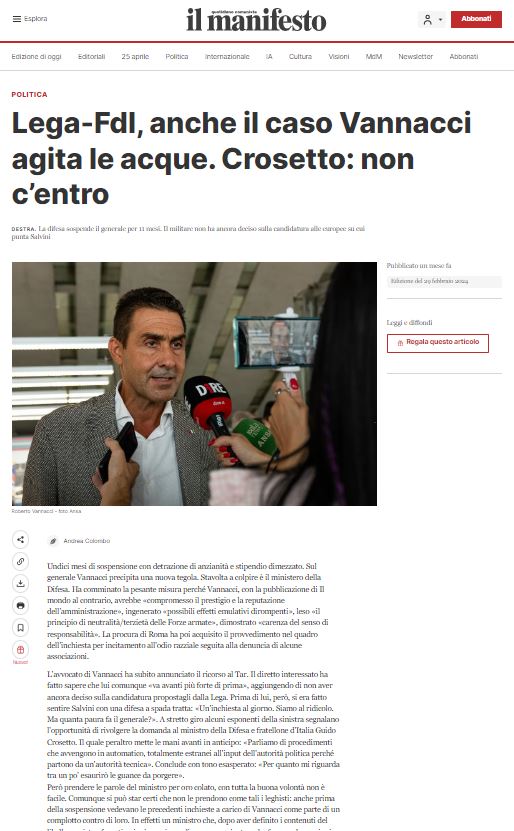 Esplora
quotidiano comunista
il manifesto
Abbonati
Edizione di oggi
Editoriali
25 aprile
Politica
Internazionale
IA
Cultura
Visioni
MdM
Newsletter
Abbonati
POLITICA
Lega-FdI, anche il caso Vannacci
agita le acque. Crosetto: non
c’entro
DESTRA. La difesa sospende il generale per 11 mesi. Il militare non ha ancora deciso sulla candidatura alle europee su cui
punta Salvini
Pubblicato un mese fa
Edizione del 29 febbraio 2024
Leggi e diffondi
Regala questo articolo
DIRE
dire.it
Roberto Vannacci – foto Ansa
Andrea Colombo
Nuovo!
Undici mesi di sospensione con detrazione di anzianità e stipendio dimezzato. Sul
generale Vannacci precipita una nuova tegola. Stavolta a colpire è il ministero della
Difesa. Ha comminato la pesante misura perché Vannacci, con la pubblicazione di Il
mondo al contrario, avrebbe «compromesso il prestigio e la reputazione
dell’amministrazione», ingenerato «possibili effetti emulativi dirompenti», leso «il
principio di neutralità/terzietà delle Forze armate», dimostrato «carenza del senso di
responsabilità». La procura di Roma ha poi acquisito il provvedimento nel quadro
dell’inchiesta per incitamento all’odio razziale seguita alla denuncia di alcune
associazioni.
L’avvocato di Vannacci ha subito annunciato il ricorso al Tar. Il diretto interessato ha
fatto sapere che lui comunque «va avanti più forte di prima», aggiungendo di non aver
ancora deciso sulla candidatura propostagli dalla Lega. Prima di lui, però, si era fatto
sentire Salvini con una difesa a spada tratta: «Un’inchiesta al giorno. Siamo al ridicolo.
Ma quanta paura fa il generale?». A stretto giro alcuni esponenti della sinistra segnalano
l’opportunità di rivolgere la domanda al ministro della Difesa e fratellone d’Italia Guido
Crosetto. Il quale peraltro mette le mani avanti in anticipo: «Parliamo di procedimenti
che avvengono in automatico, totalmente estranei all’input dell’autorità politica perché
partono da un’autorità tecnica». Conclude con tono esasperato: «Per quanto mi riguarda
tra un po’ esaurirò le guance da porgere».
Però prendere le parole del ministro per oro colato, con tutta la buona volontà non è
facile. Comunque si può star certi che non le prendono come tali i leghisti: anche prima
della sospensione vedevano le precedenti inchieste a carico di Vannacci come parte di un
complotto contro di loro. In effetti un ministro che, dopo aver definito i contenuti del